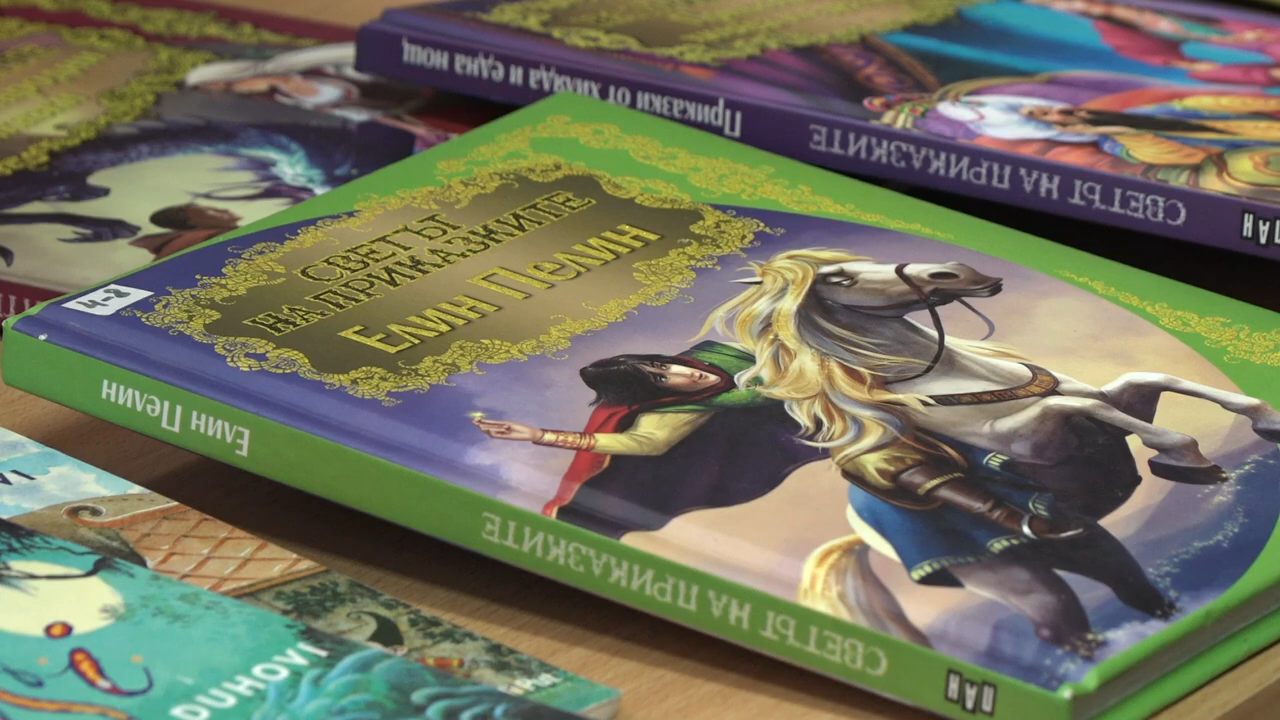 Приказки от хиляда и една нощ
СВЕТЪТ НА ПРИКАЗКИТЕ
ПАН
4-8
СВЕТЪТ
НА ПРИКАЗКИТЕ
Елин Пелин
Елин Пелин
СВЕТЪТ НА ПРИКАЗКИТЕ
ПАН
DUHOVI